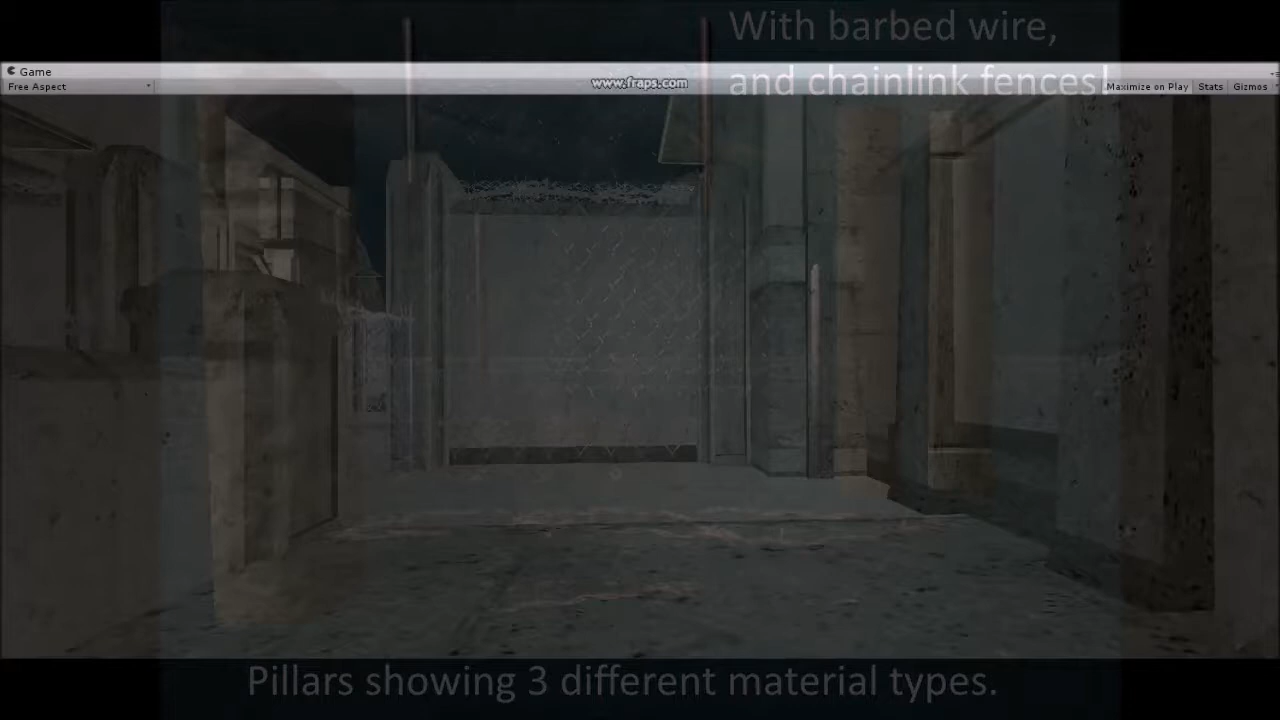 With barbed wire,
and chainlink fences!
Game
www.fraps.com
Free Aspect
Maximize on Play
Stats
Gizmos
Pillars showing 3 different material types.